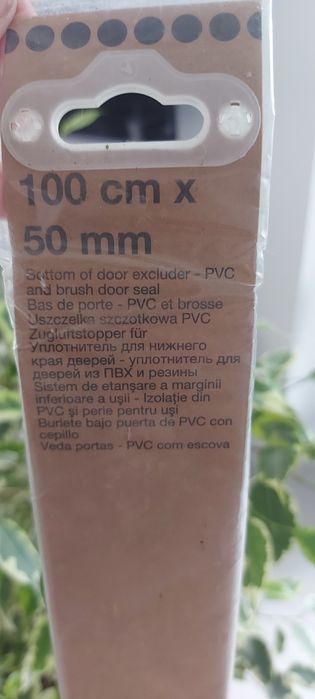 100 cm x
50 mm
Bottom of door excluder - PVC
and brush door seal
Bas de porte - PVC et brosse
Uszczelka szczotkowa PVC
Zugluftstopper für
Уплотнитель для нижнего
края дверей - уплотнитель для
дверей из ПВХ и резины
Sistem de etanşare a marginii
inferioare a uşii - Izolaţie din
PVC şi perie pentru uşi
Burlete bajo puerta de PVC con
cepillo
Veda portas - PVC com escova